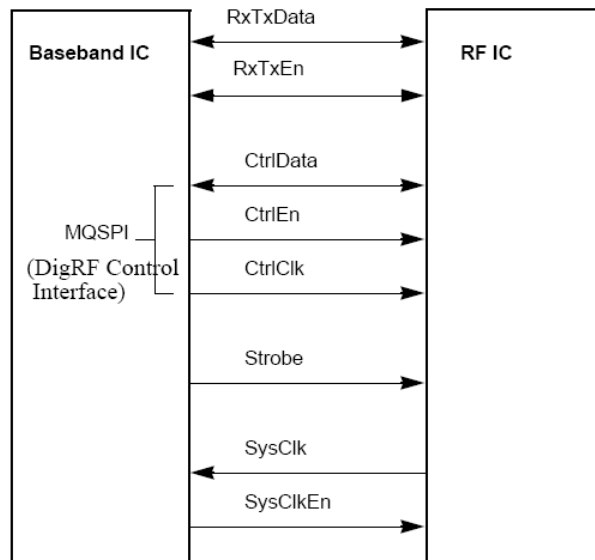 RxTxData
Baseband IC
RF IC
RxTxEn
CtrlData
CtrlEn
MQSPI
(DigRF Control
Interface)
CtrlClk
Strobe
SysClk
SysClkEn